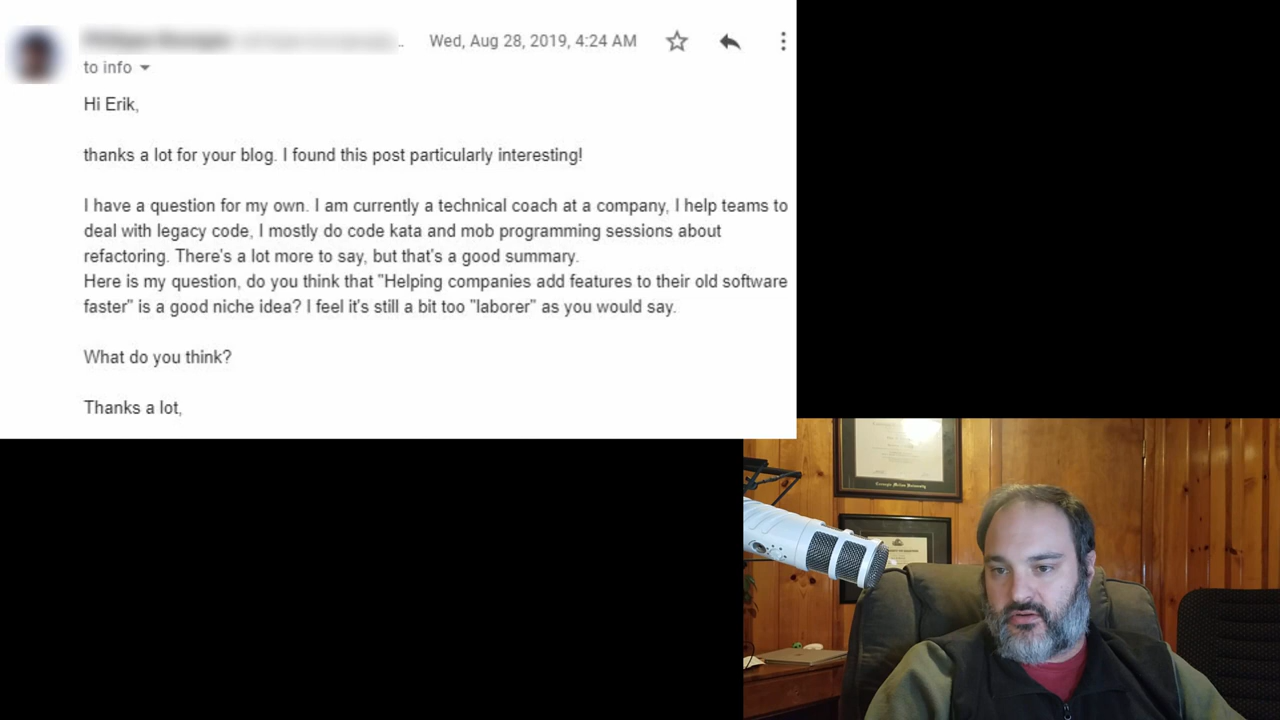 Wed, Aug 28, 2019, 4:24 AM
to info
Hi Erik,
thanks a lot for your blog. I found this post particularly interesting!
I have a question for my own. I am currently a technical coach at a company, I help teams to
deal with legacy code, I mostly do code kata and mob programming sessions about
refactoring. There's a lot more to say, but that's a good summary.
Here is my question, do you think that "Helping companies add features to their old software
faster" is a good niche idea? I feel it's still a bit too "laborer" as you would say.
What do you think?
Thanks a lot,
Carnegie Mellon University